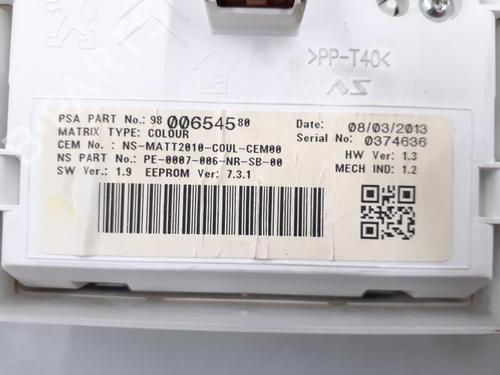 UP
>PP-T40<
PSA PART No.: 98 006545 80
MATRIX TYPE: COLOUR
CEM No.: NS-MATT2010-COUL-CEM00
NS PART No.: PE-0007-006-NR-SB-00
SW Ver.: 1.9 EEPROM Ver: 7.3.1
Date: 08/03/2013
Serial No: 0374636
HW Ver: 1.3
MECH IND: 1.2